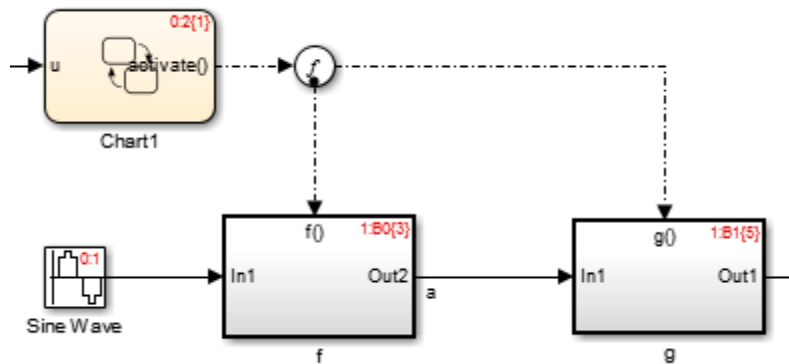 0:2{1}
u
activate()
f
Chart1
f()
1:B0{3}
g()
1:B1{5}
0:1
In1
Out2
In1
Out1
a
Sine Wave
f
g